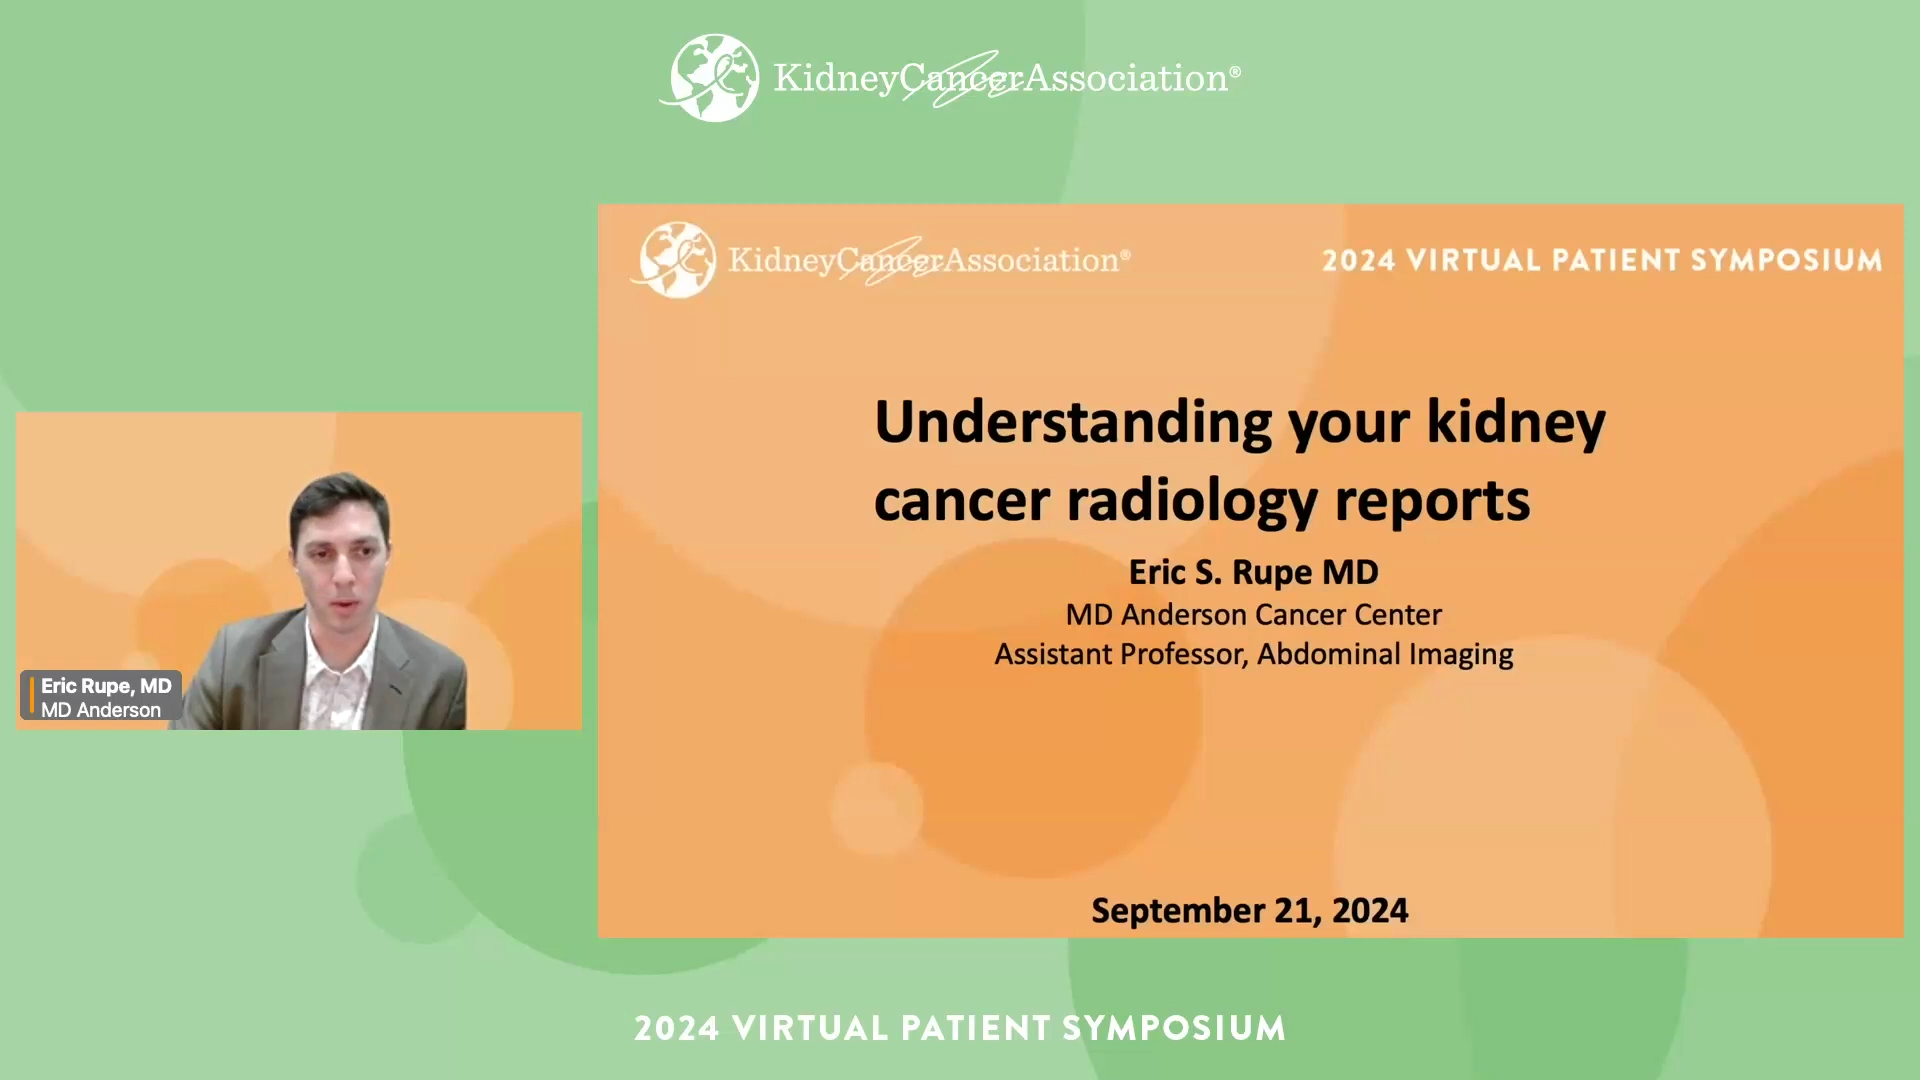 KidneyCancerAssociation®
KidneyCancerAssociation®
2024 VIRTUAL PATIENT SYMPOSIUM
Understanding your kidney
cancer radiology reports
Eric S. Rupe MD
MD Anderson Cancer Center
Assistant Professor, Abdominal Imaging
September 21, 2024
Eric Rupe, MD
MD Anderson
2024 VIRTUAL PATIENT SYMPOSIUM